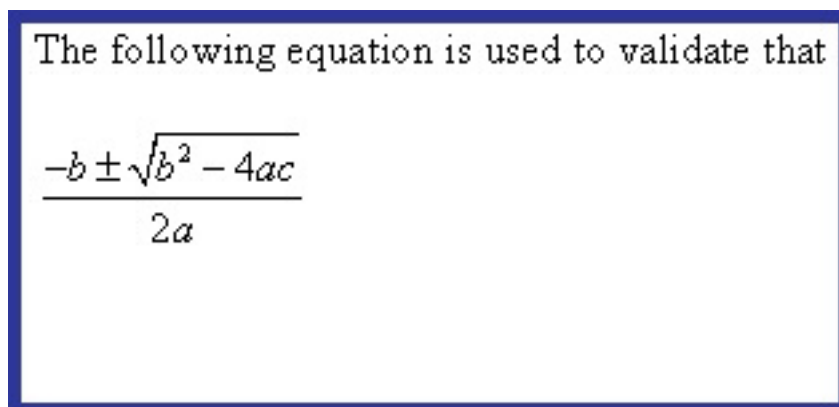 The following equation is used to validate that
−b ± √b² − 4ac
2a